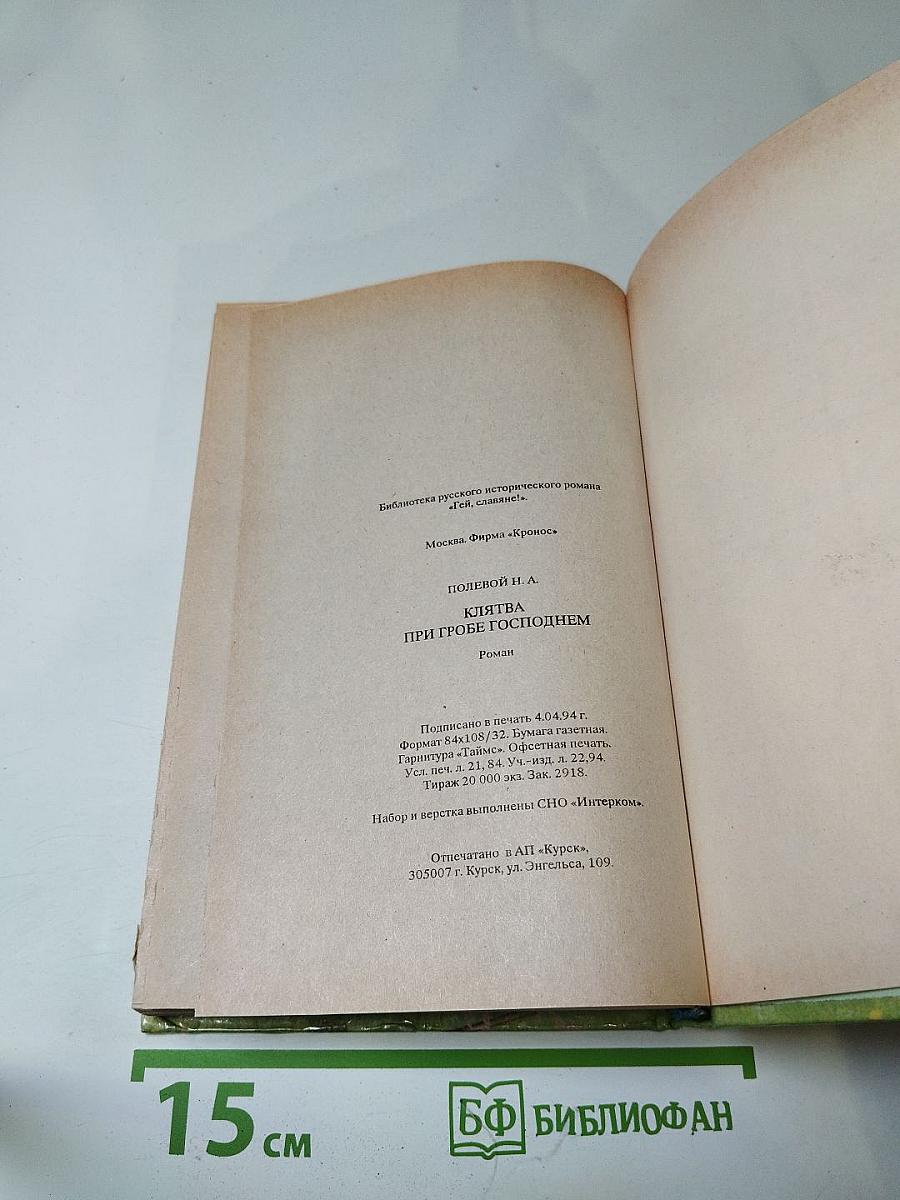 Библиотека русского исторического романа
«Гей, славяне!».
Москва. Фирма «Кронос»
ПОЛЕВОЙ Н. А.
КЛЯТВА
ПРИ ГРОБЕ ГОСПОДНЕМ
Роман
Подписано в печать 4.04.94 г.
Формат 84х108/32. Бумага газетная.
Гарнитура «Таймс». Офсетная печать.
Усл. печ. л. 21, 84. Уч.-изд. л. 22,94.
Тираж 20 000 экз. Зак. 2918.
Набор и верстка выполнены СНО «Интерком».
Отпечатано в АП «Курск»,
305007 г. Курск, ул. Энгельса, 109.
15 см
БФ БИБЛИОФАН